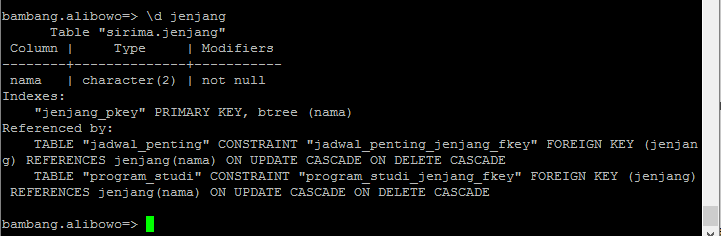 bambang.alibowo=> \d jenjang
      Table "sirima.jenjang"
 Column |     Type     | Modifiers
--------+--------------+-----------
 nama   | character(2) | not null
Indexes:
    "jenjang_pkey" PRIMARY KEY, btree (nama)
Referenced by:
    TABLE "jadwal_penting" CONSTRAINT "jadwal_penting_jenjang_fkey" FOREIGN KEY (jenjan
g) REFERENCES jenjang(nama) ON UPDATE CASCADE ON DELETE CASCADE
    TABLE "program_studi" CONSTRAINT "program_studi_jenjang_fkey" FOREIGN KEY (jenjang)
 REFERENCES jenjang(nama) ON UPDATE CASCADE ON DELETE CASCADE
bambang.alibowo=>